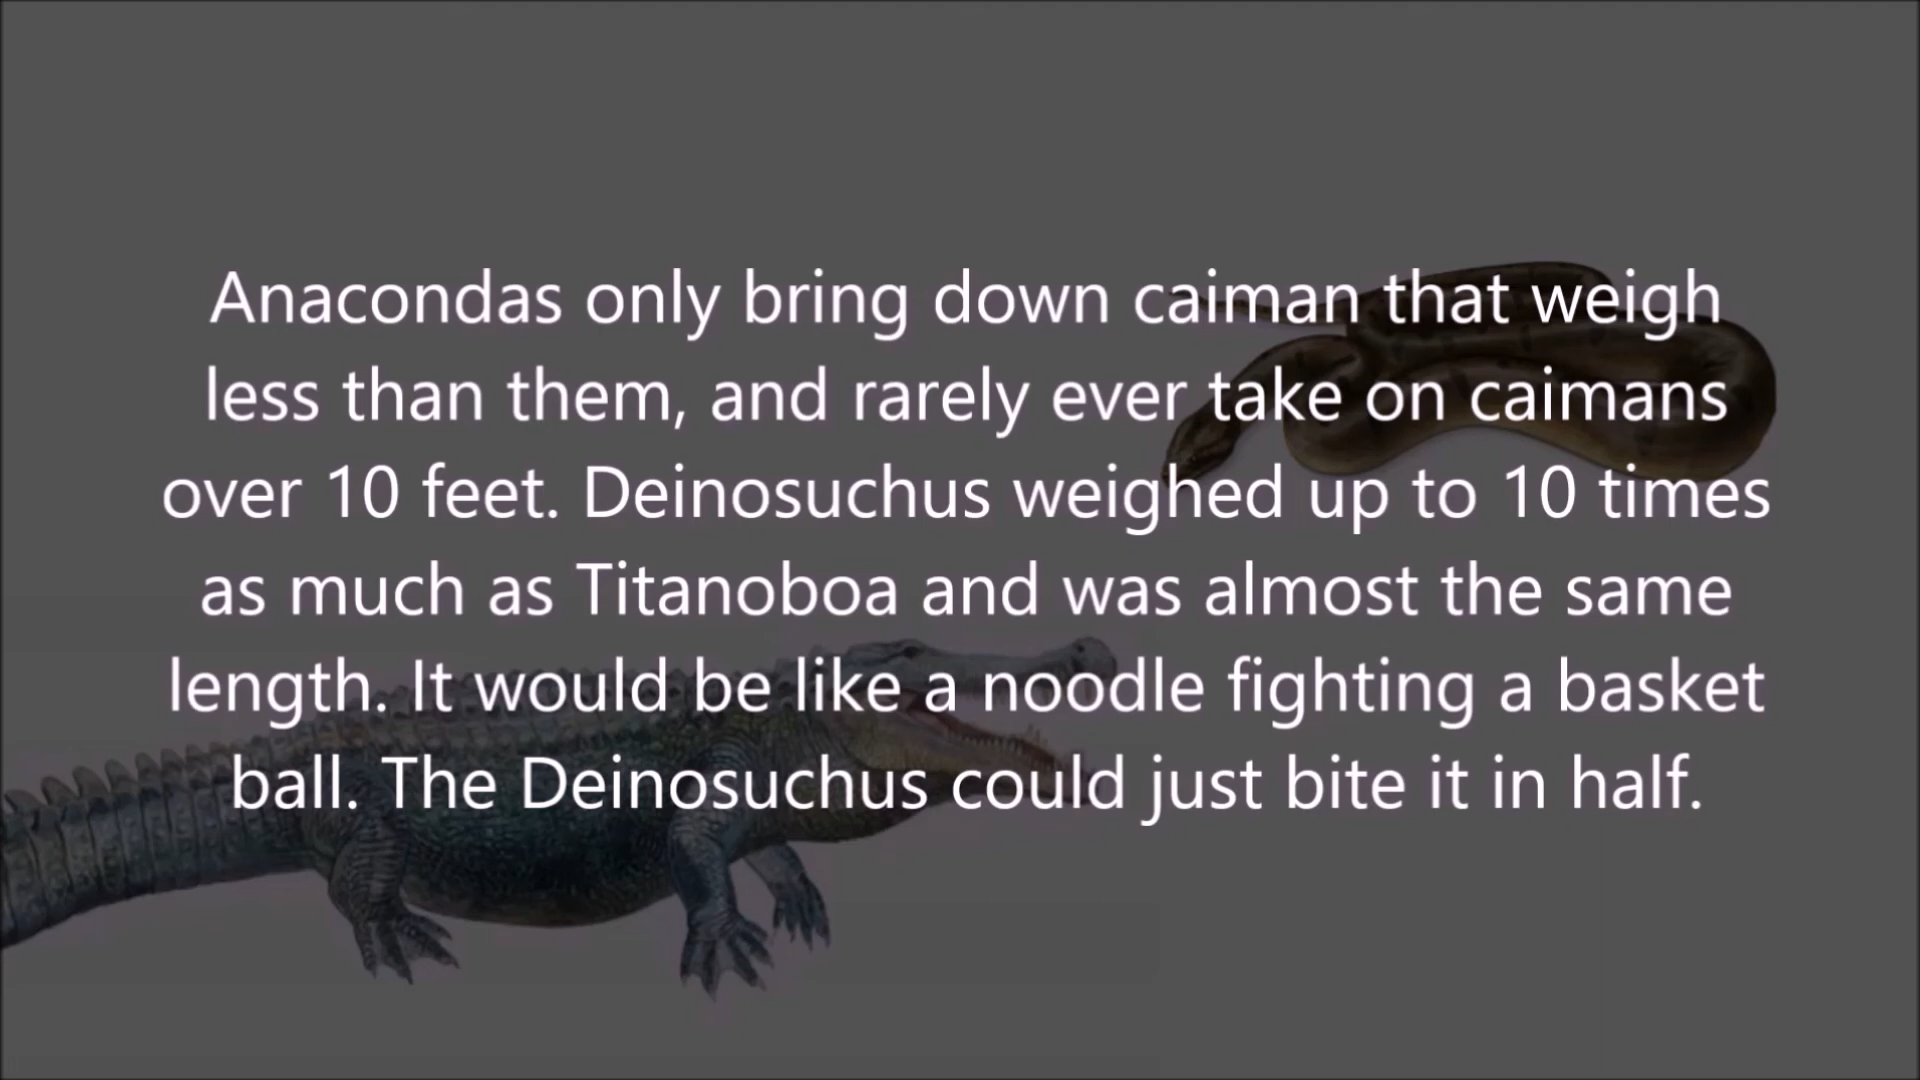 Anacondas only bring down caiman that weigh
less than them, and rarely ever take on caimans
over 10 feet. Deinosuchus weighed up to 10 times
as much as Titanoboa and was almost the same
length. It would be like a noodle fighting a basket
ball. The Deinosuchus could just bite it in half.